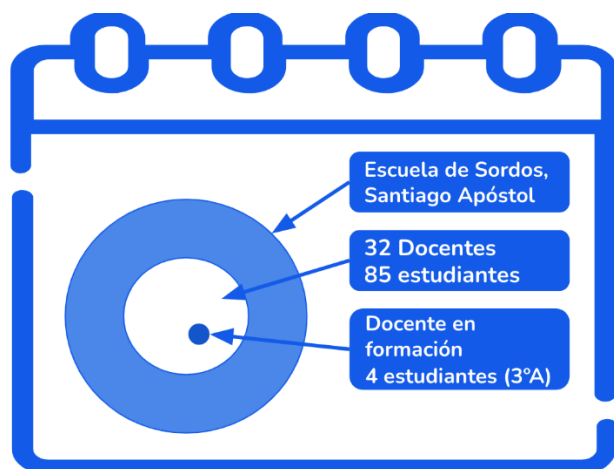 Escuela de Sordos,
Santiago Apóstol
32 Docentes
85 estudiantes
Docente en
formación
4 estudiantes (3°A)